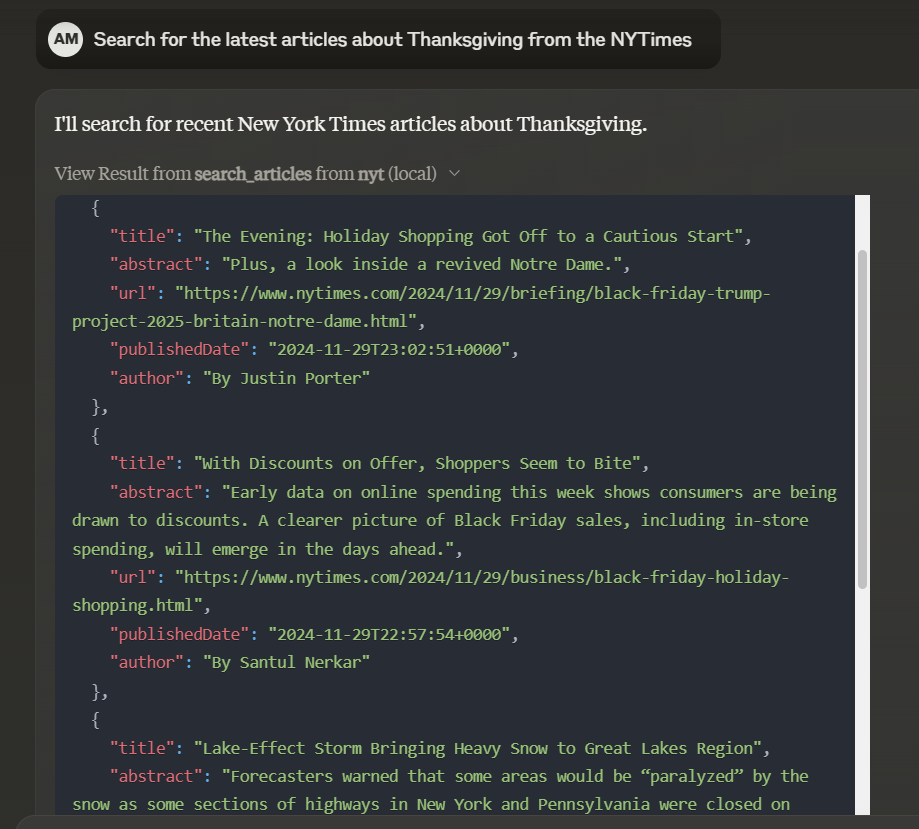 AM Search for the latest articles about Thanksgiving from the NYTimes
I'll search for recent New York Times articles about Thanksgiving.
View Result from search_articles from nyt (local)
{
"title": "The Evening: Holiday Shopping Got Off to a Cautious Start",
"abstract": "Plus, a look inside a revived Notre Dame.",
"url": "https://www.nytimes.com/2024/11/29/briefing/black-friday-trump-
project-2025-britain-notre-dame.html",
"publishedDate": "2024-11-29T23:02:51+0000",
"author": "By Justin Porter"
},
{
"title": "With Discounts on Offer, Shoppers Seem to Bite",
"abstract": "Early data on online spending this week shows consumers are being
drawn to discounts. A clearer picture of Black Friday sales, including in-store
spending, will emerge in the days ahead.",
"url": "https://www.nytimes.com/2024/11/29/business/black-friday-holiday-
shopping.html",
"publishedDate": "2024-11-29T22:57:54+0000",
"author": "By Santul Nerkar"
},
{
"title": "Lake-Effect Storm Bringing Heavy Snow to Great Lakes Region",
"abstract": "Forecasters warned that some areas would be “paralyzed” by the
snow as some sections of highways in New York and Pennsylvania were closed on